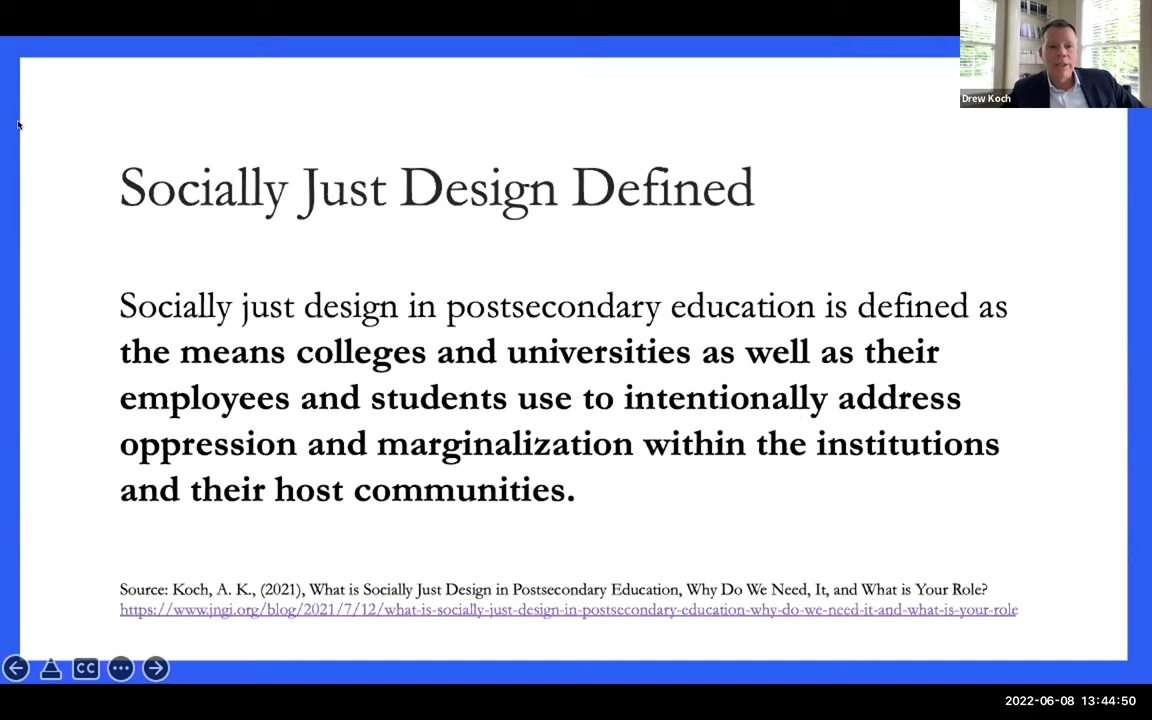 Drew Koch
Socially Just Design Defined
Socially just design in postsecondary education is defined as
the means colleges and universities as well as their
employees and students use to intentionally address
oppression and marginalization within the institutions
and their host communities.
Source: Koch, A. K., (2021), What is Socially Just Design in Postsecondary Education, Why Do We Need, It, and What is Your Role?
https://www.jngi.org/blog/2021/7/12/what-is-socially-just-design-in-postsecondary-education-why-do-we-need-it-and-what-is-your-role
CC
2022-06-08 13:44:50